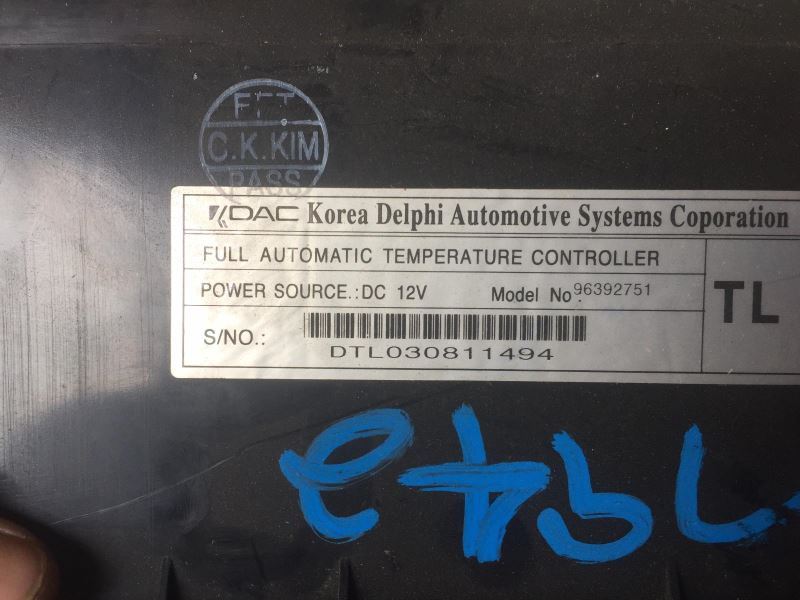 FET
C.K.KIM
PASS
KDAC Korea Delphi Automotive Systems Coporation
FULL AUTOMATIC TEMPERATURE CONTROLLER
POWER SOURCE.:DC 12V Model No.: 96392751
TL
S/NO.:
DTL030811494